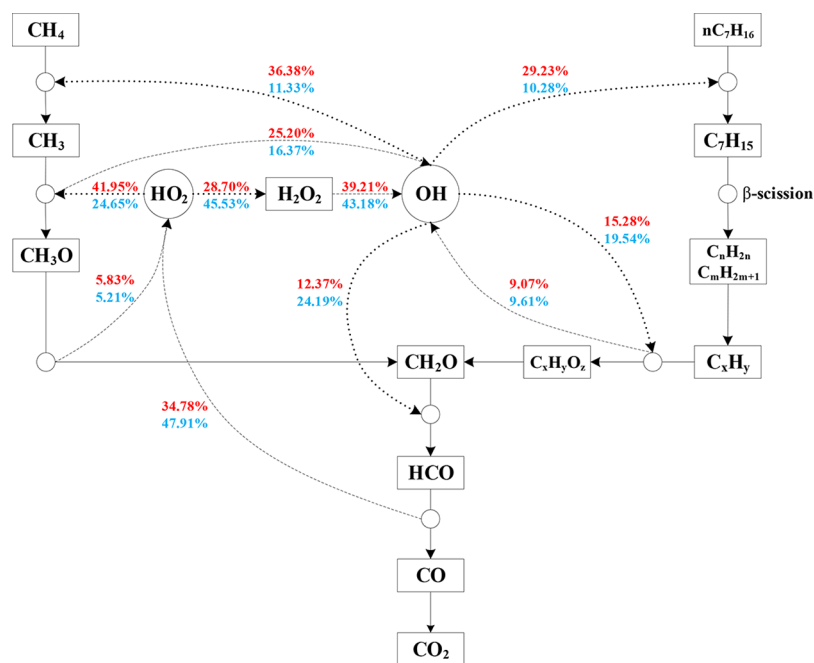 CH₄
nC₇H₁₆
36.38%
11.33%
29.23%
10.28%
CH₃
25.20%
16.37%
C₇H₁₅
41.95%
24.65%
HO₂
28.70%
45.53%
H₂O₂
39.21%
43.18%
OH
β-scission
15.28%
19.54%
CH₃O
CₙH₂ₙ
CₘH₂ₘ₊₁
5.83%
5.21%
12.37%
24.19%
9.07%
9.61%
CH₂O
CₓHᵧO_z
CₓHᵧ
34.78%
47.91%
HCO
CO
CO₂